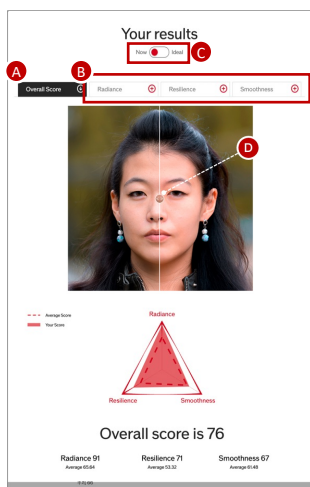 Your results
Now Ideal C
A B
Overall Score Radiance Resilience Smoothness
D
Average Score
Your Score
Radiance
Resilience Smoothness
Overall score is 76
Radiance 91 Resilience 71 Smoothness 67
Average 65.64 Average 53.32 Average 61.48